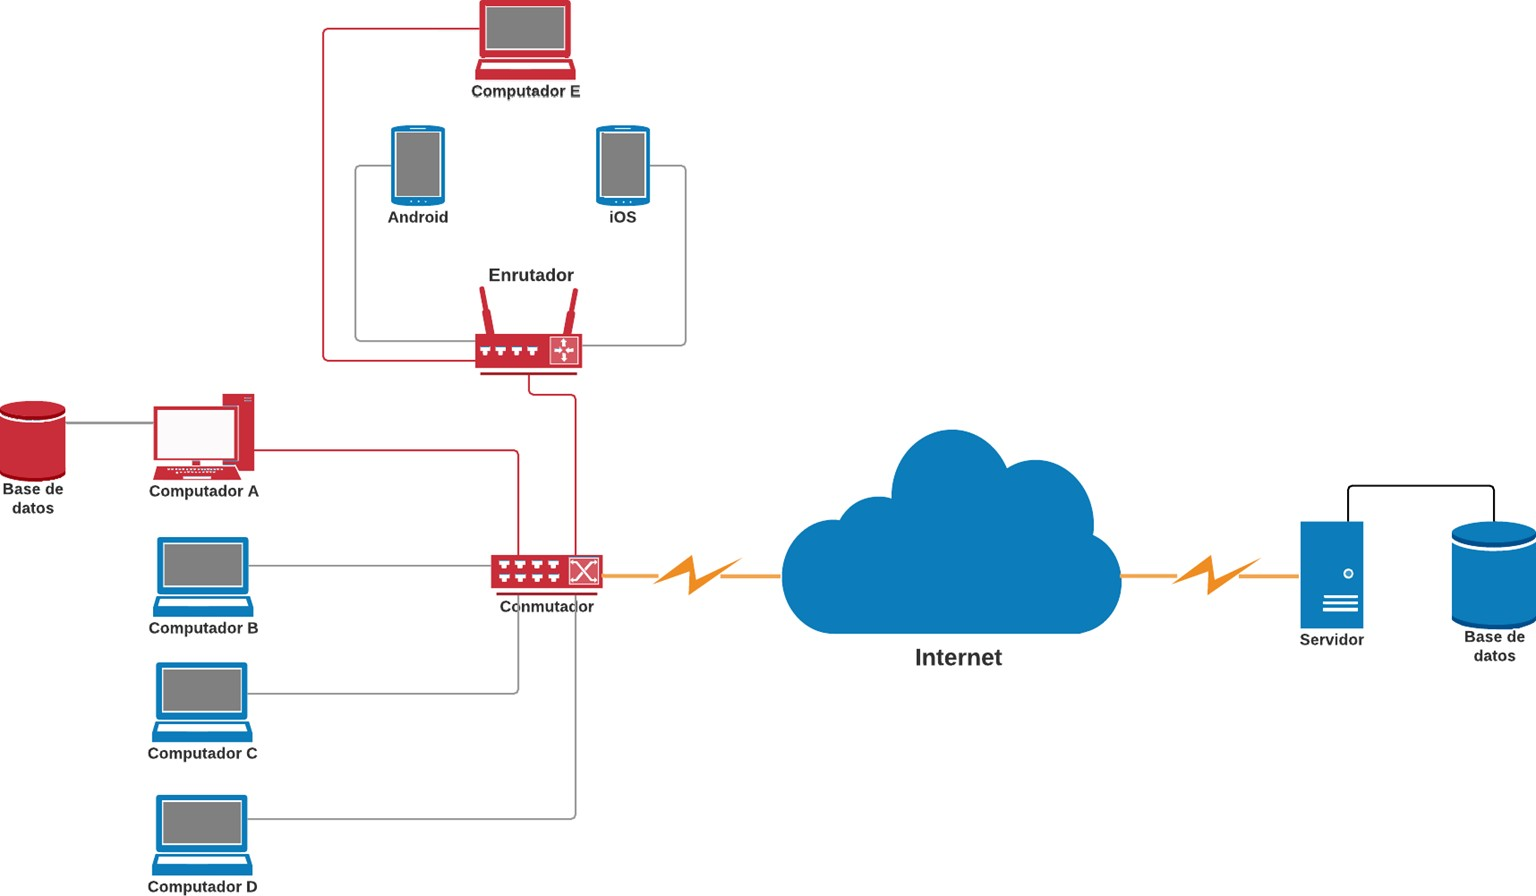 Computador E
Android
iOS
Enrutador
Base de
datos
Computador A
Computador B
Conmutador
Computador C
Computador D
Internet
Servidor
Base de
datos